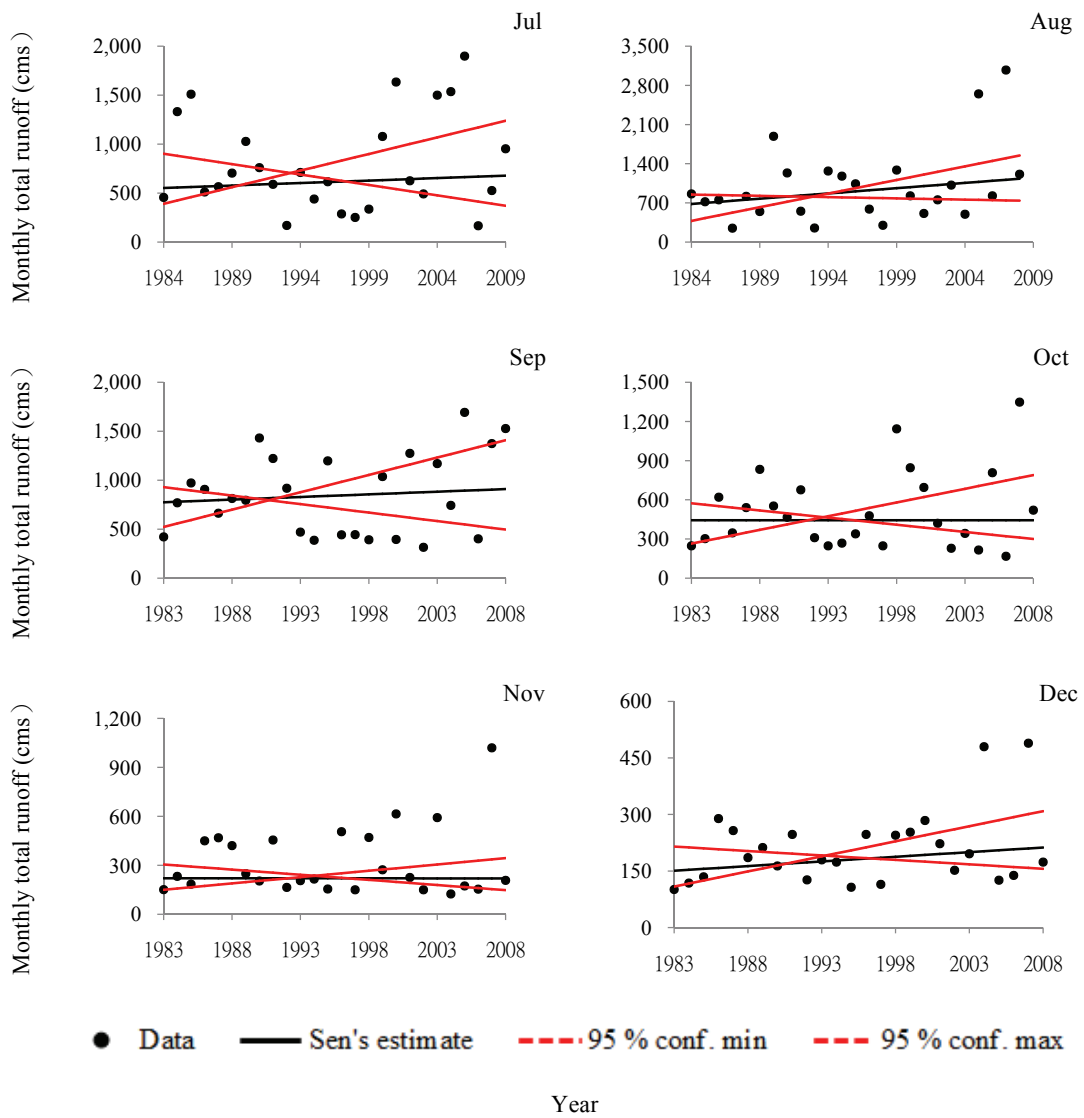 Jul
Monthly total runoff (cms)
2,000
1,500
1,000
500
0
1984 1989 1994 1999 2004 2009
Aug
3,500
2,800
2,100
1,400
700
0
1984 1989 1994 1999 2004 2009
Sep
Monthly total runoff (cms)
2,000
1,500
1,000
500
0
1983 1988 1993 1998 2003 2008
Oct
1,500
1,200
900
600
300
0
1983 1988 1993 1998 2003 2008
Nov
Monthly total runoff (cms)
1,200
900
600
300
0
1983 1988 1993 1998 2003 2008
Dec
600
450
300
150
0
1983 1988 1993 1998 2003 2008
Data Sen's estimate 95 % conf. min 95 % conf. max
Year